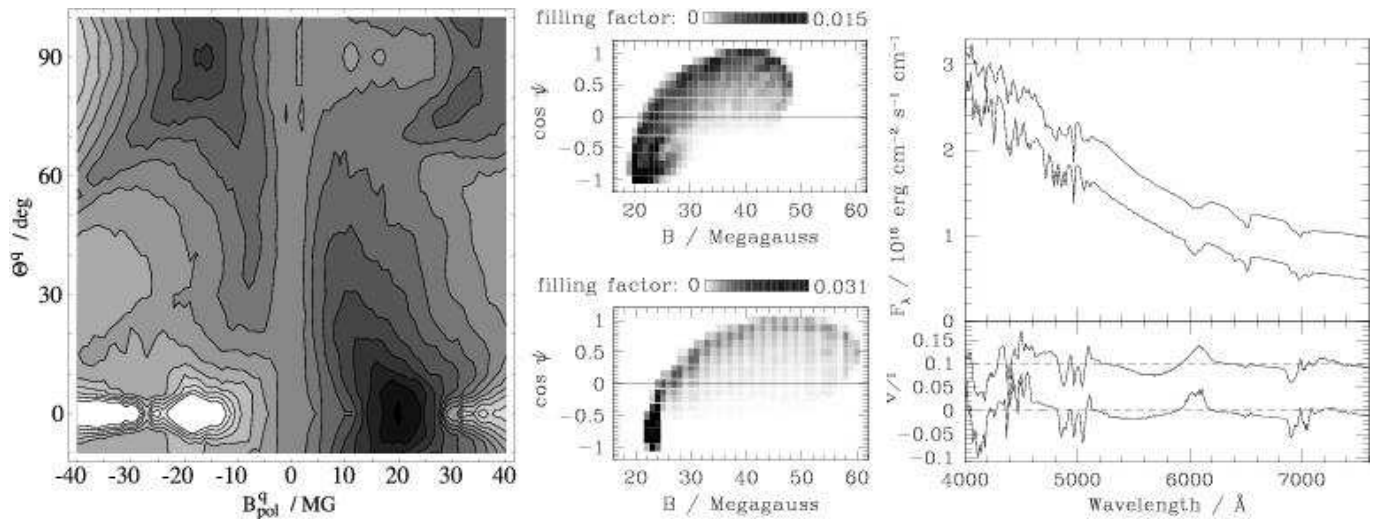 Θ^q / deg
90
60
30
0
-40 -30 -20 -10 0 10 20 30 40
B^q_pol / MG
filling factor: 0 0.015
cos ψ
1
0.5
0
-0.5
-1
20 30 40 50 60
B / Megagauss
filling factor: 0 0.031
cos ψ
1
0.5
0
-0.5
-1
20 30 40 50 60
B / Megagauss
F_λ / 10^16 erg cm^-2 s^-1 cm^-1
3
2
1
0
V/I
0.15
0.1
0.05
0
-0.05
-0.1
4000 5000 6000 7000
Wavelength / Å